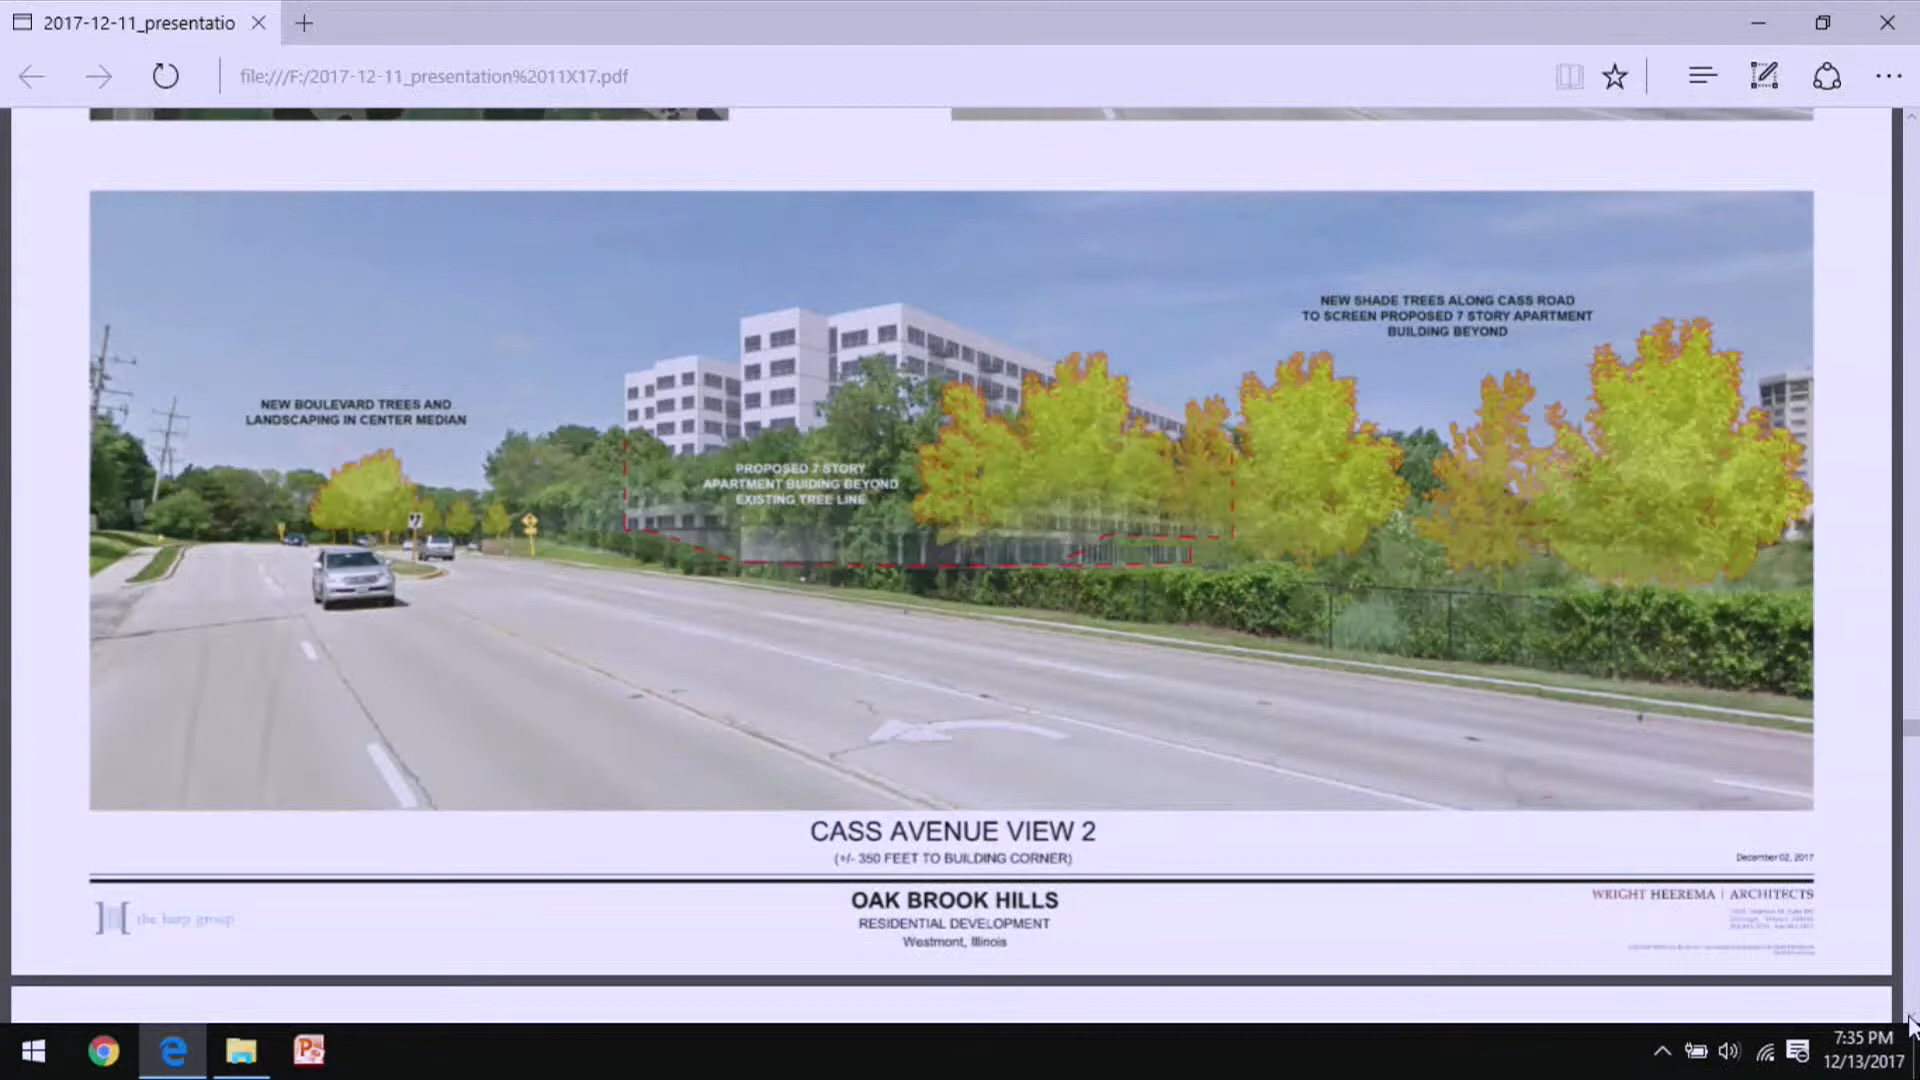 2017-12-11_presentatio
file:///F:/2017-12-11_presentation%2011X17.pdf
NEW SHADE TREES ALONG CASS ROAD
TO SCREEN PROPOSED 7 STORY APARTMENT
BUILDING BEYOND
NEW BOULEVARD TREES AND
LANDSCAPING IN CENTER MEDIAN
PROPOSED 7 STORY
APARTMENT BUIDING BEYOND
EXISTING TREE LINE
CASS AVENUE VIEW 2
(+/- 350 FEET TO BUILDING CORNER)
December 02, 2017
OAK BROOK HILLS
RESIDENTIAL DEVELOPMENT
Westmont, Illinois
the harp group
WRIGHT HEEREMA | ARCHITECTS
7:35 PM
12/13/2017